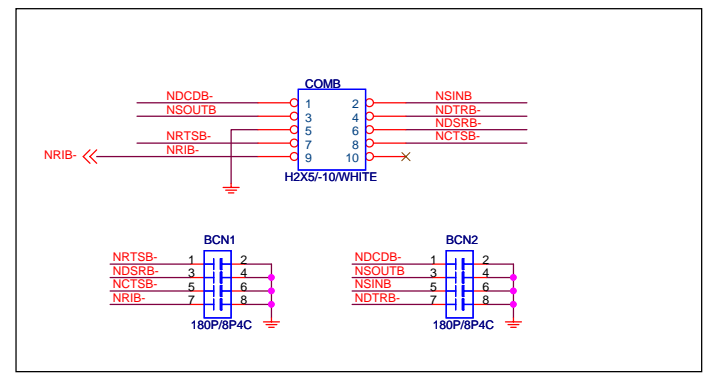 COMB
NDCDB- 1 2 NSINB
NSOUTB 3 4 NDTRB-
5 6 NDSRB-
NRTSB- 7 8 NCTSB-
NRIB- NRIB- 9 10
H2X5/-10/WHITE
BCN1
NRTSB- 1 2
NDSRB- 3 4
NCTSB- 5 6
NRIB- 7 8
180P/8P4C
BCN2
NDCDB- 1 2
NSOUTB 3 4
NSINB 5 6
NDTRB- 7 8
180P/8P4C